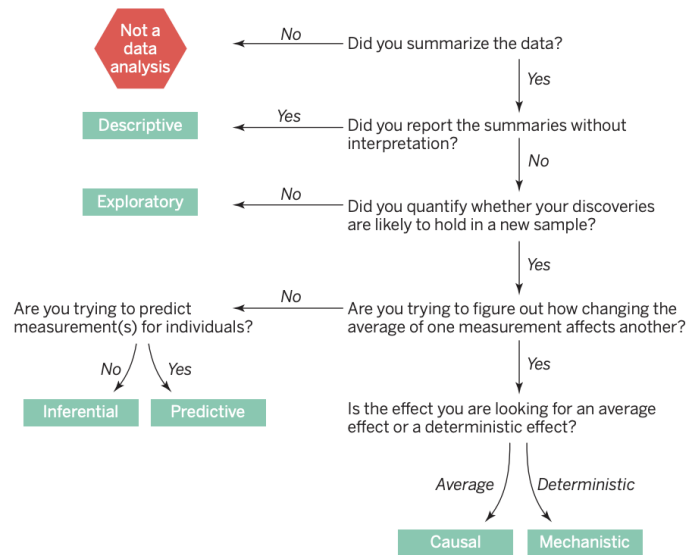 Not a
data
analysis
No
Did you summarize the data?
Yes
Descriptive
Yes
Did you report the summaries without
interpretation?
No
Exploratory
No
Did you quantify whether your discoveries
are likely to hold in a new sample?
Yes
Are you trying to predict
measurement(s) for individuals?
No
Are you trying to figure out how changing the
average of one measurement affects another?
No
Yes
Yes
Inferential
Predictive
Is the effect you are looking for an average
effect or a deterministic effect?
Average
Deterministic
Causal
Mechanistic